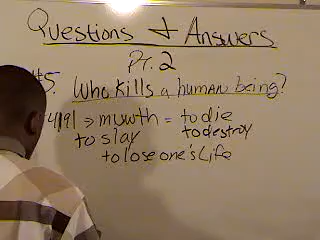 Questions & Answers
Pt. 2
#5. Who kills a human being?
4191 => muwth = to die
to slay to destroy
to lose one's Life